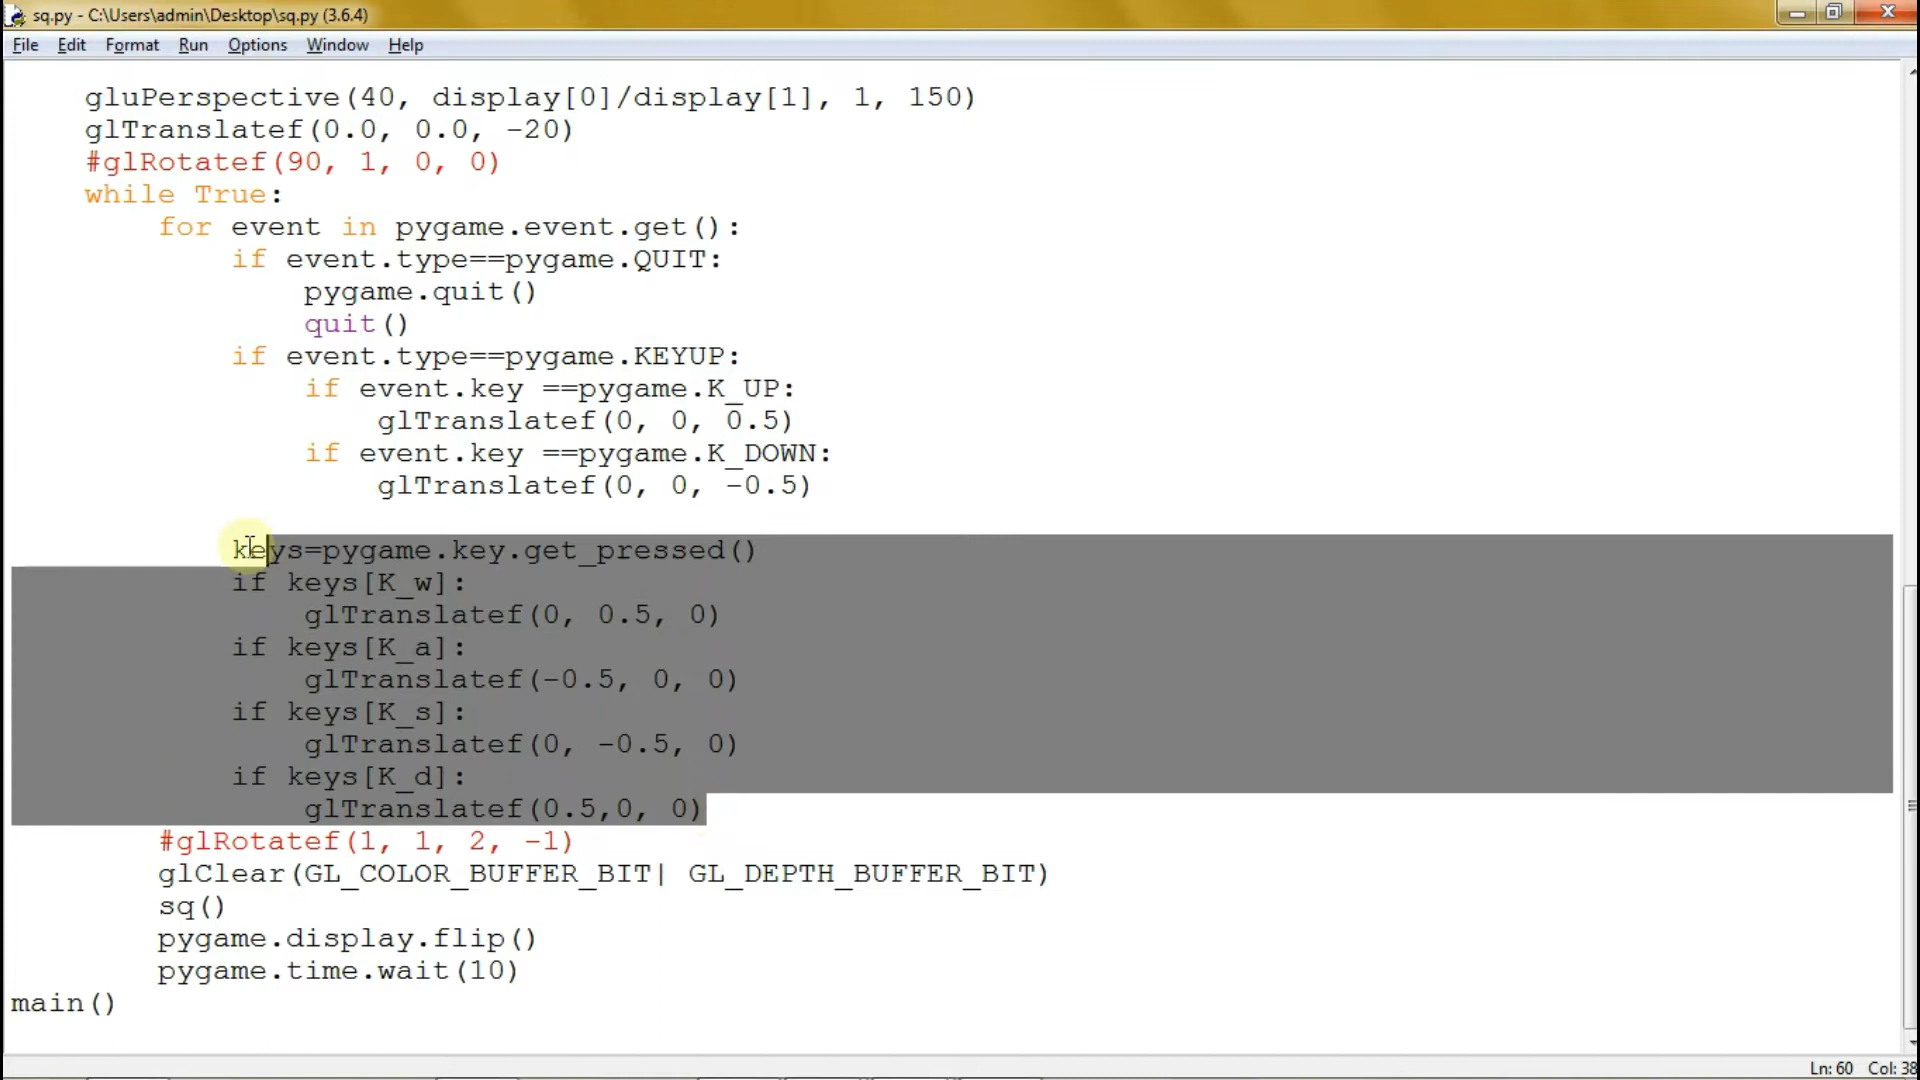 sq.py - C:\Users\admin\Desktop\sq.py (3.6.4)
File Edit Format Run Options Window Help
gluPerspective(40, display[0]/display[1], 1, 150)
glTranslatef(0.0, 0.0, -20)
#glRotatef(90, 1, 0, 0)
while True:
for event in pygame.event.get():
if event.type==pygame.QUIT:
pygame.quit()
quit()
if event.type==pygame.KEYUP:
if event.key ==pygame.K_UP:
glTranslatef(0, 0, 0.5)
if event.key ==pygame.K_DOWN:
glTranslatef(0, 0, -0.5)
keys=pygame.key.get_pressed()
if keys[K_w]:
glTranslatef(0, 0.5, 0)
if keys[K_a]:
glTranslatef(-0.5, 0, 0)
if keys[K_s]:
glTranslatef(0, -0.5, 0)
if keys[K_d]:
glTranslatef(0.5,0, 0)
#glRotatef(1, 1, 2, -1)
glClear(GL_COLOR_BUFFER_BIT| GL_DEPTH_BUFFER_BIT)
sq()
pygame.display.flip()
pygame.time.wait(10)
main()
Ln: 60 Col: 38